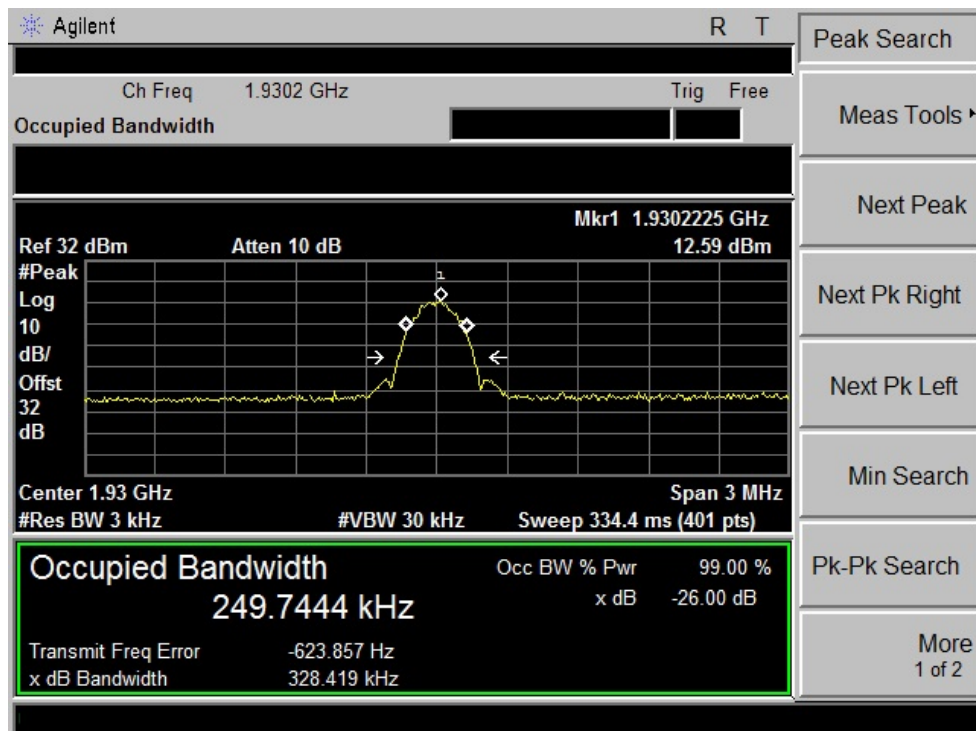 Agilent R T
Peak Search
Ch Freq 1.9302 GHz Trig Free
Occupied Bandwidth
Meas Tools
Next Peak
Mkr1 1.9302225 GHz
Ref 32 dBm Atten 10 dB 12.59 dBm
#Peak
Log
10
dB/
Offst
32
dB
1
Next Pk Right
Next Pk Left
Center 1.93 GHz Span 3 MHz
#Res BW 3 kHz #VBW 30 kHz Sweep 334.4 ms (401 pts)
Min Search
Occupied Bandwidth Occ BW % Pwr 99.00 %
249.7444 kHz x dB -26.00 dB
Pk-Pk Search
Transmit Freq Error -623.857 Hz
x dB Bandwidth 328.419 kHz
More
1 of 2